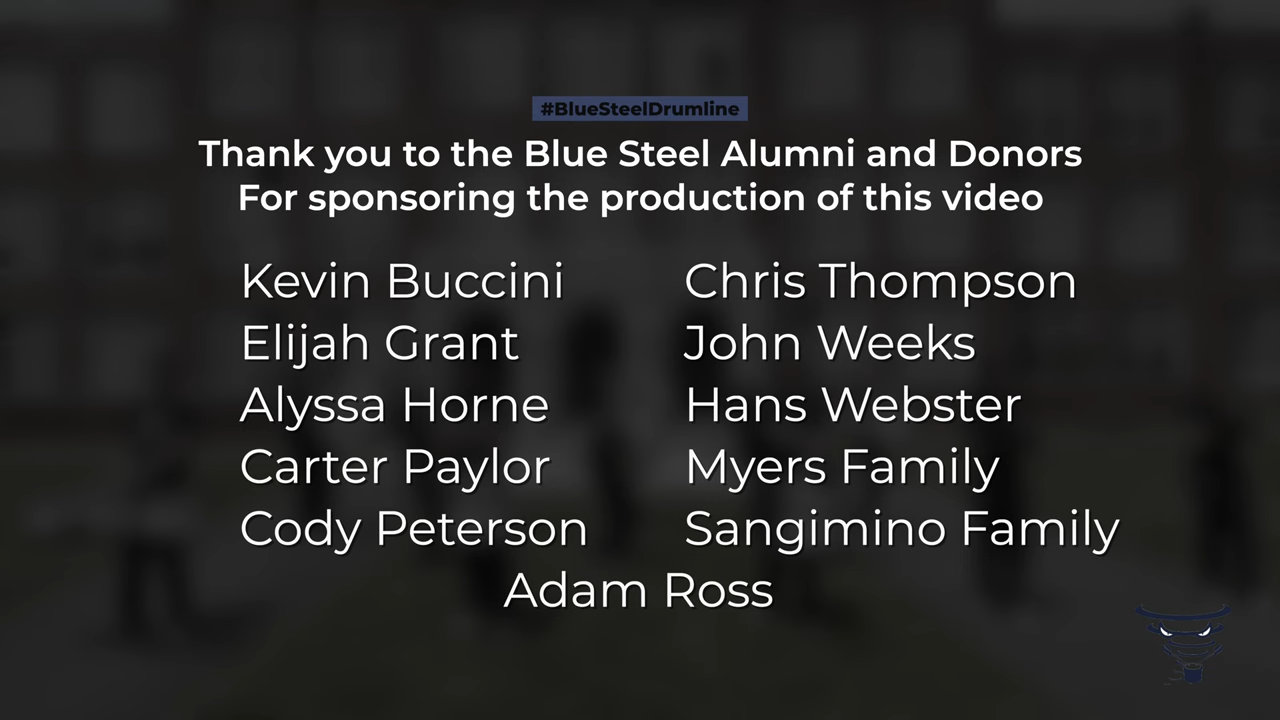 #BlueSteelDrumline
Thank you to the Blue Steel Alumni and Donors
For sponsoring the production of this video
Kevin Buccini
Elijah Grant
Alyssa Horne
Carter Paylor
Cody Peterson
Chris Thompson
John Weeks
Hans Webster
Myers Family
Sangimino Family
Adam Ross